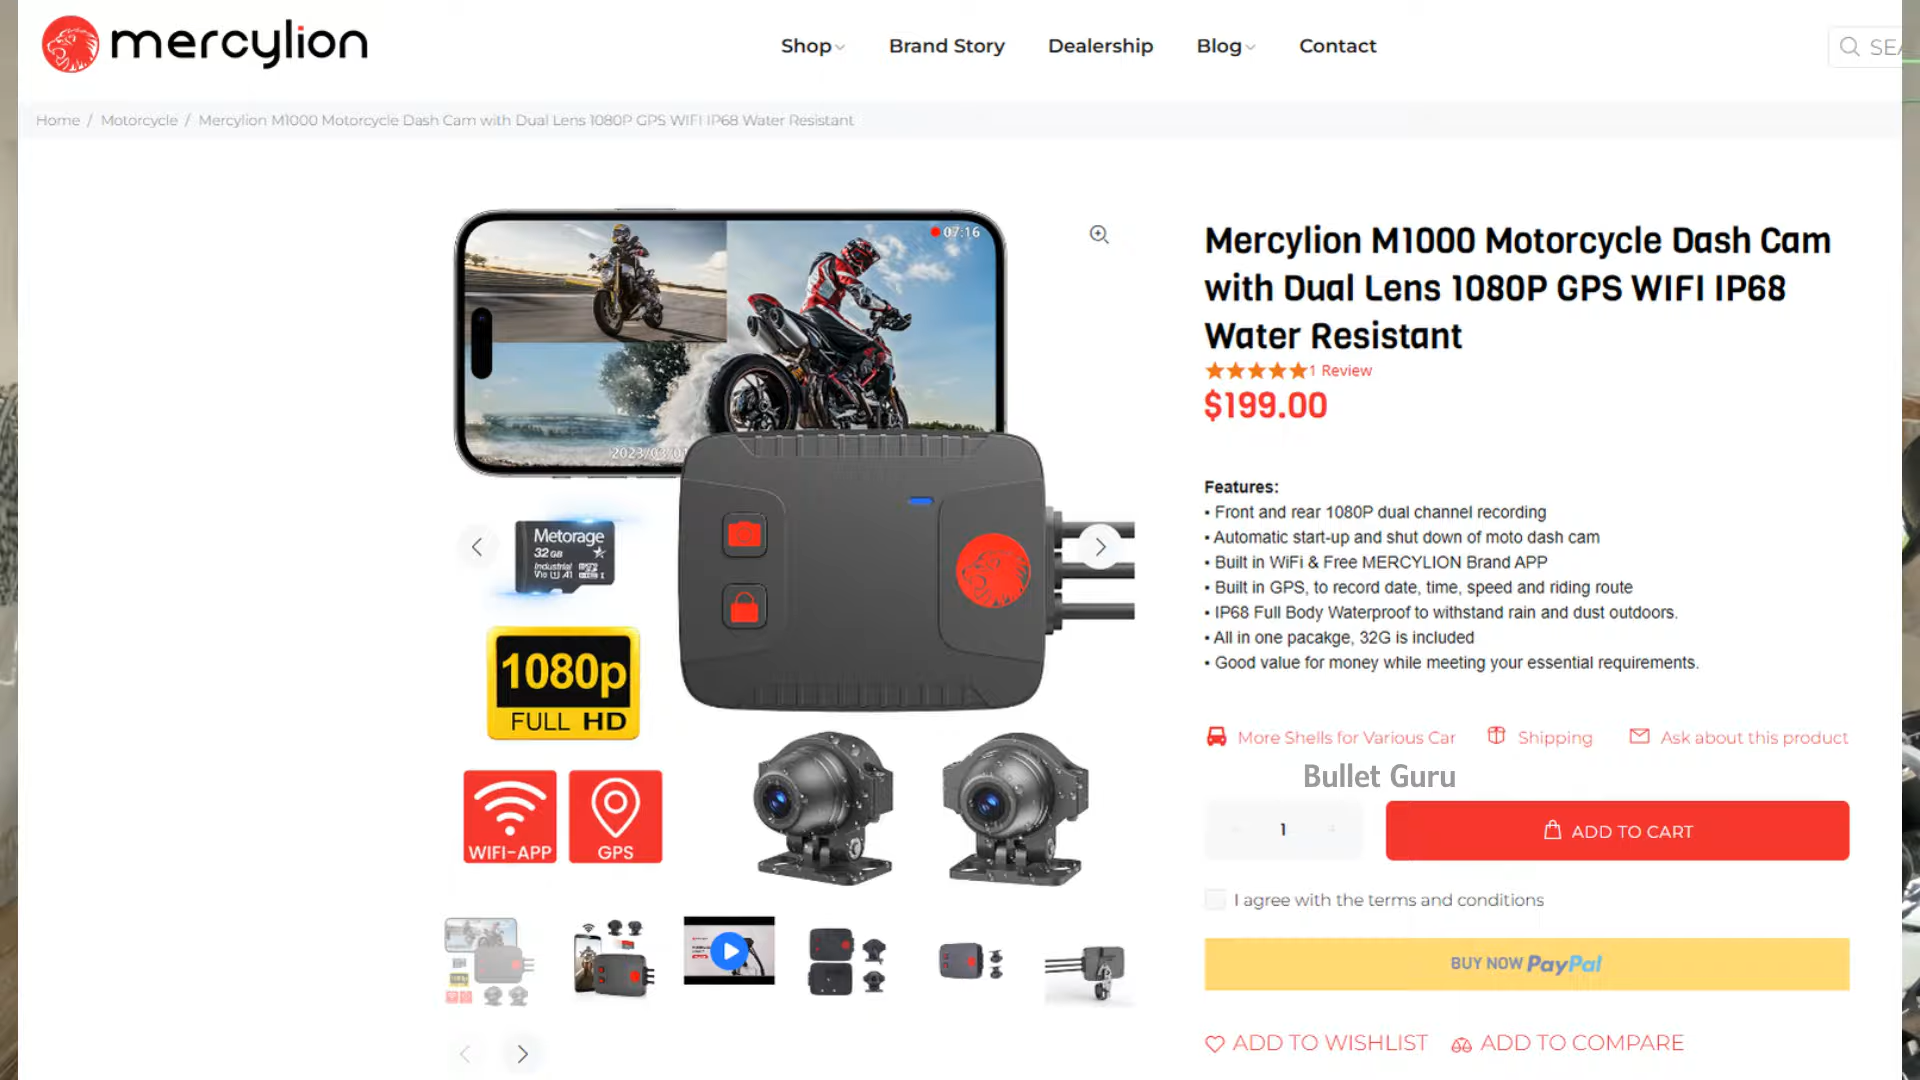 mercylion
Shop
Brand Story
Dealership
Blog
Contact
Home / Motorcycle / Mercylion M1000 Motorcycle Dash Cam with Dual Lens 1080P GPS WIFI IP68 Water Resistant
07:16
2023/03/01
Metorage
32GB
Industrial
V10 U1 A1
1080p
FULL HD
WIFI-APP
GPS
Mercylion M1000 Motorcycle Dash Cam
with Dual Lens 1080P GPS WIFI IP68
Water Resistant
1 Review
$199.00
Features:
• Front and rear 1080P dual channel recording
• Automatic start-up and shut down of moto dash cam
• Built in WiFi & Free MERCYLION Brand APP
• Built in GPS, to record date, time, speed and riding route
• IP68 Full Body Waterproof to withstand rain and dust outdoors.
• All in one pacakge, 32G is included
• Good value for money while meeting your essential requirements.
More Shells for Various Car
Shipping
Ask about this product
Bullet Guru
1
ADD TO CART
I agree with the terms and conditions
BUY NOW PayPal
ADD TO WISHLIST
ADD TO COMPARE